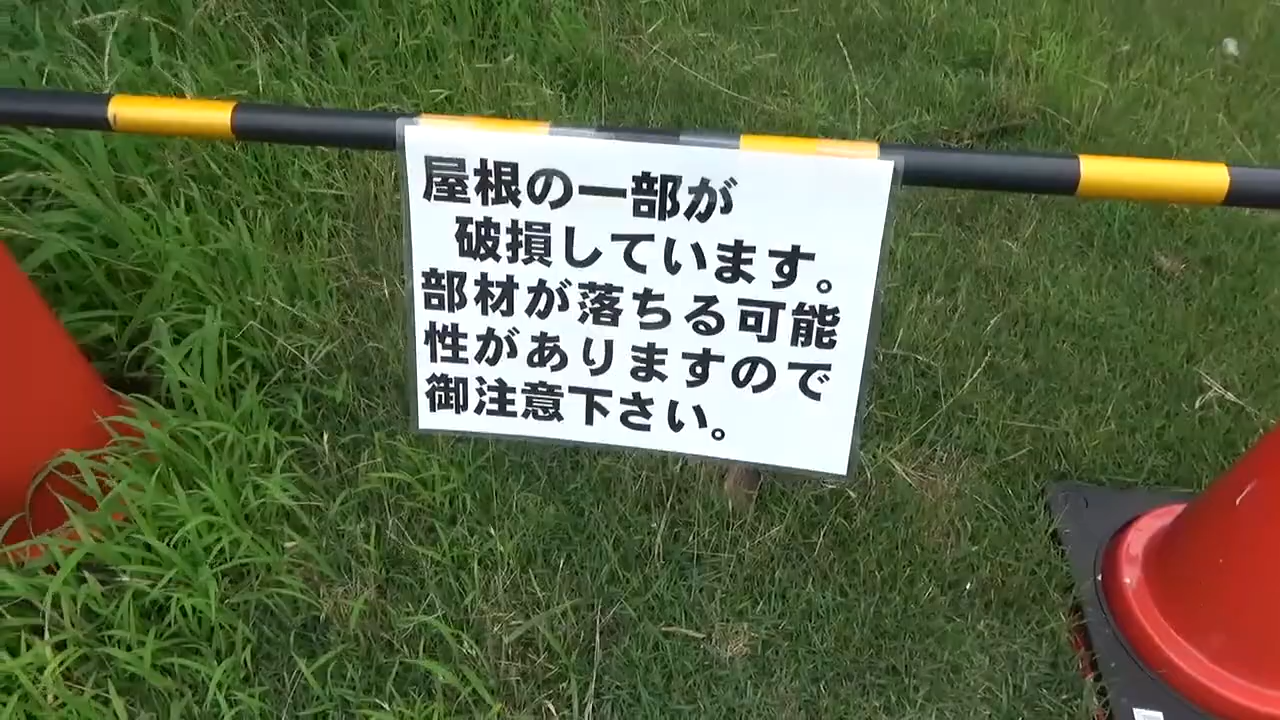 屋根の一部が
破損しています。
部材が落ちる可能
性がありますので
御注意下さい。